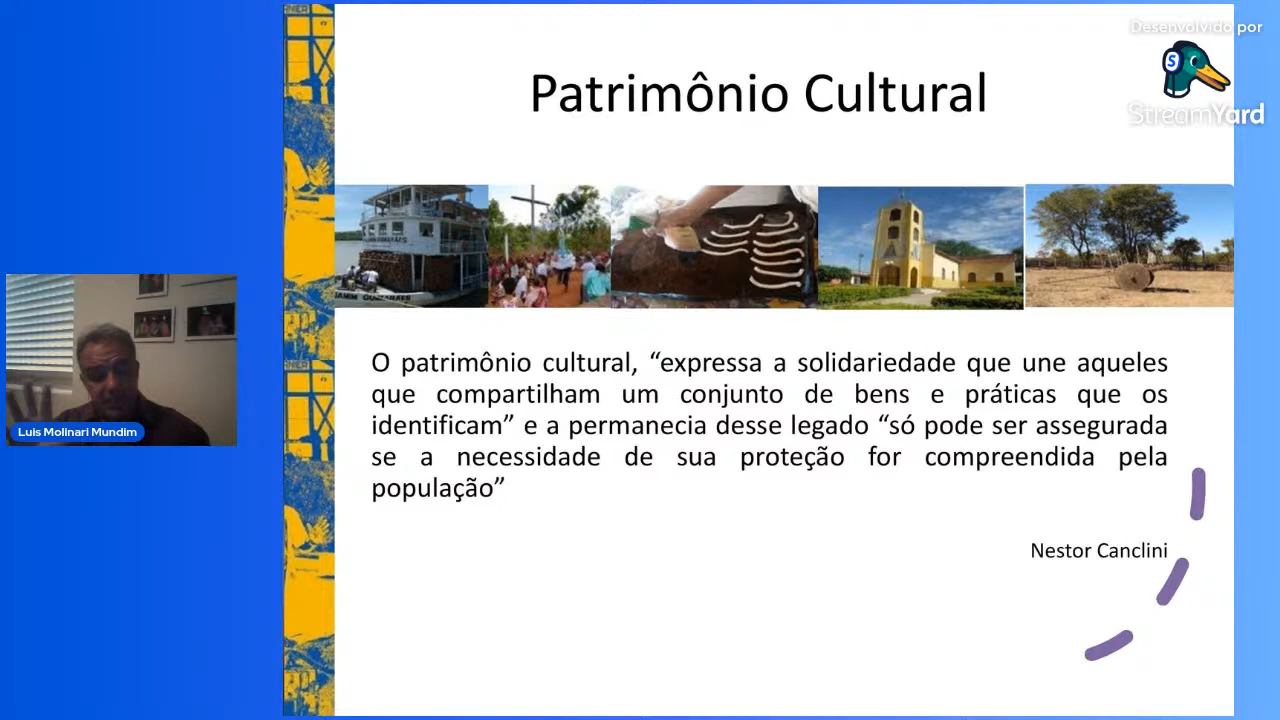 Desenvolvido por
StreamYard
Patrimônio Cultural
O patrimônio cultural, “expressa a solidariedade que une aqueles
que compartilham um conjunto de bens e práticas que os
identificam” e a permanecia desse legado “só pode ser assegurada
se a necessidade de sua proteção for compreendida pela
população”
Nestor Canclini
Luis Molinari Mundim